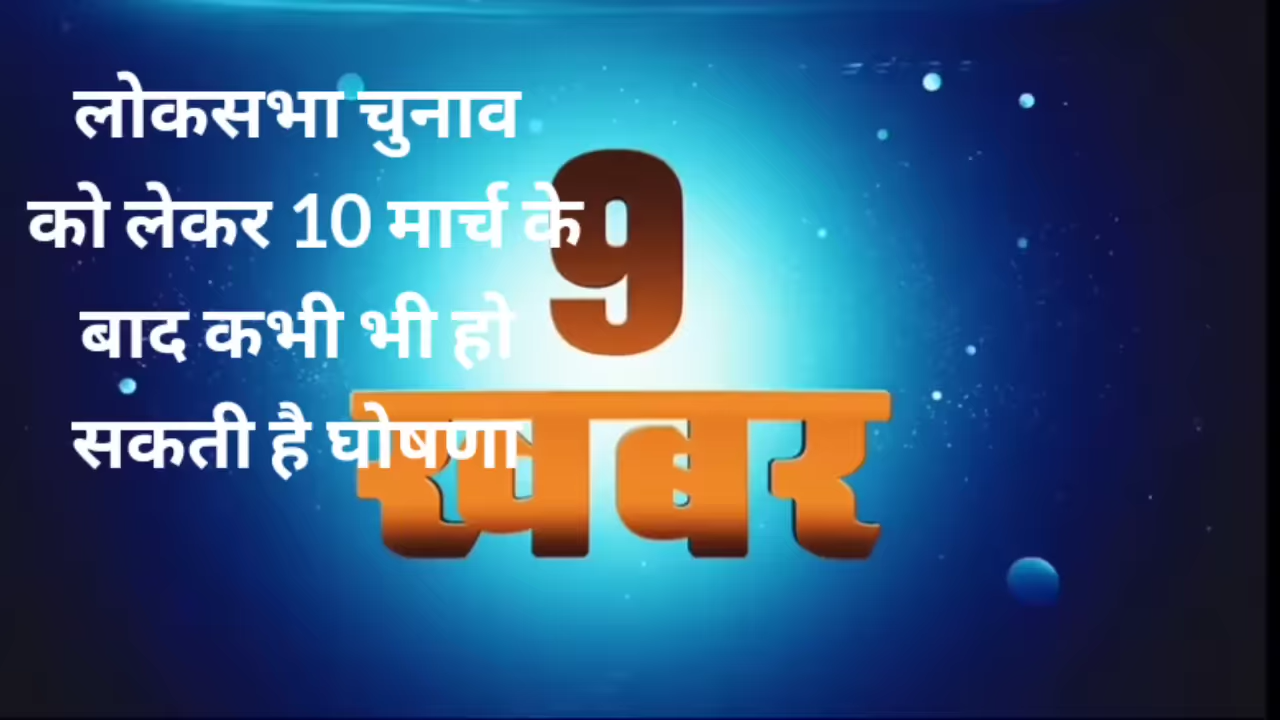 लोकसभा चुनाव
को लेकर 10 मार्च के
बाद कभी भी हो
सकती है घोषणा
9
खबर